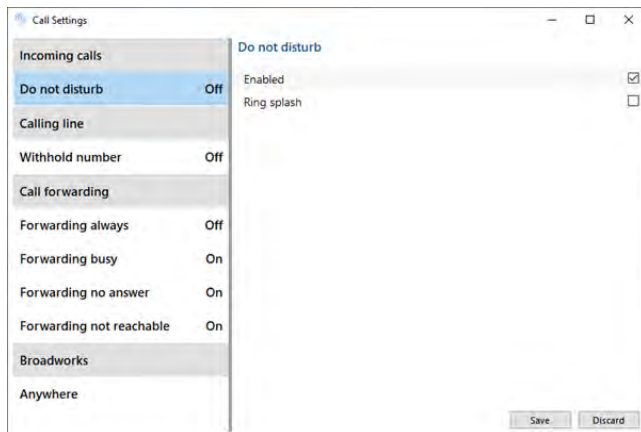 Call Settings
Incoming calls
Do not disturb Off
Calling line
Withhold number Off
Call forwarding
Forwarding always Off
Forwarding busy On
Forwarding no answer On
Forwarding not reachable On
Broadworks
Anywhere
Do not disturb
Enabled
Ring splash
Save Discard